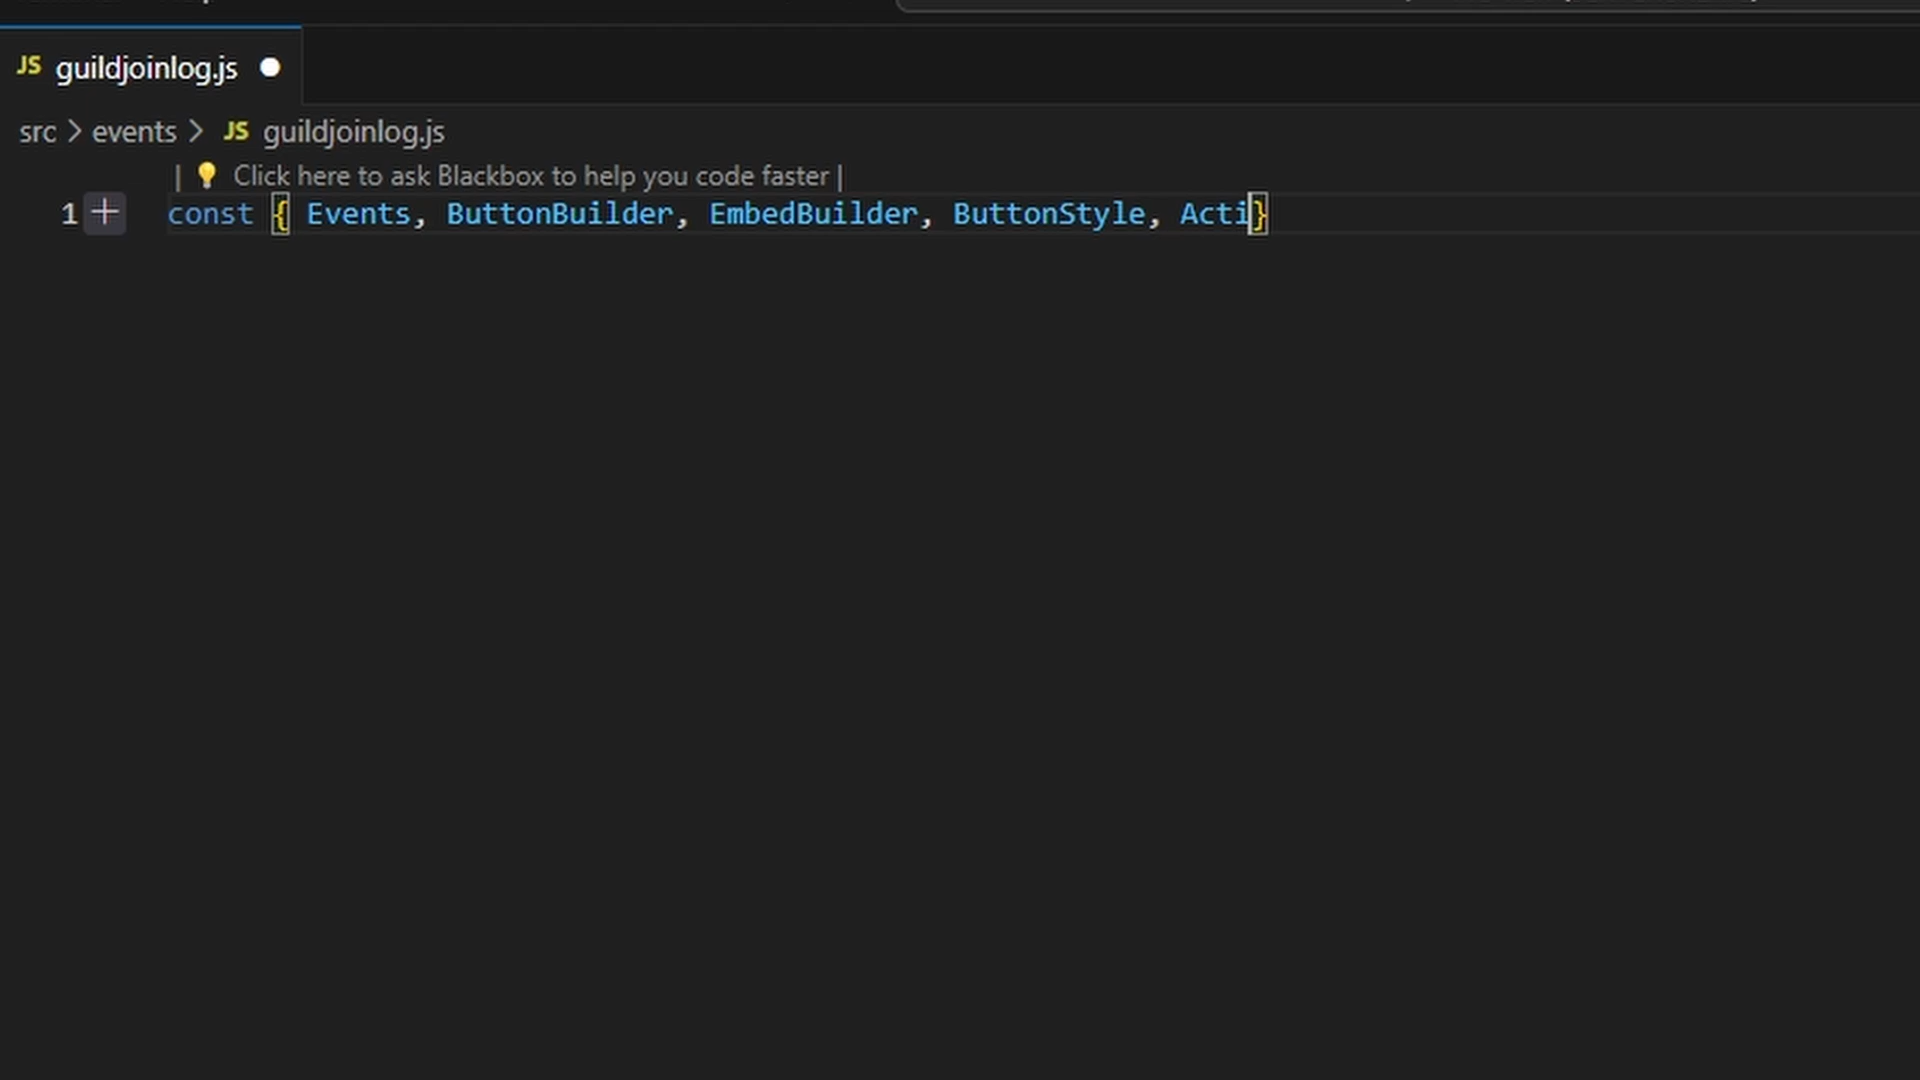 JS guildjoinlog.js
src > events > JS guildjoinlog.js
| 💡 Click here to ask Blackbox to help you code faster |
1 + const { Events, ButtonBuilder, EmbedBuilder, ButtonStyle, Acti}